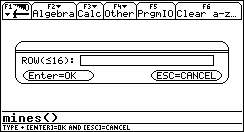 F1▼ F2▼ Algebra F3▼ Calc F4▼ Other F5 PrgmIO F6 Clear a-z…
ROW(≤16):
Enter=OK ESC=CANCEL
mines()
TYPE + [ENTER]=OK AND [ESC]=CANCEL